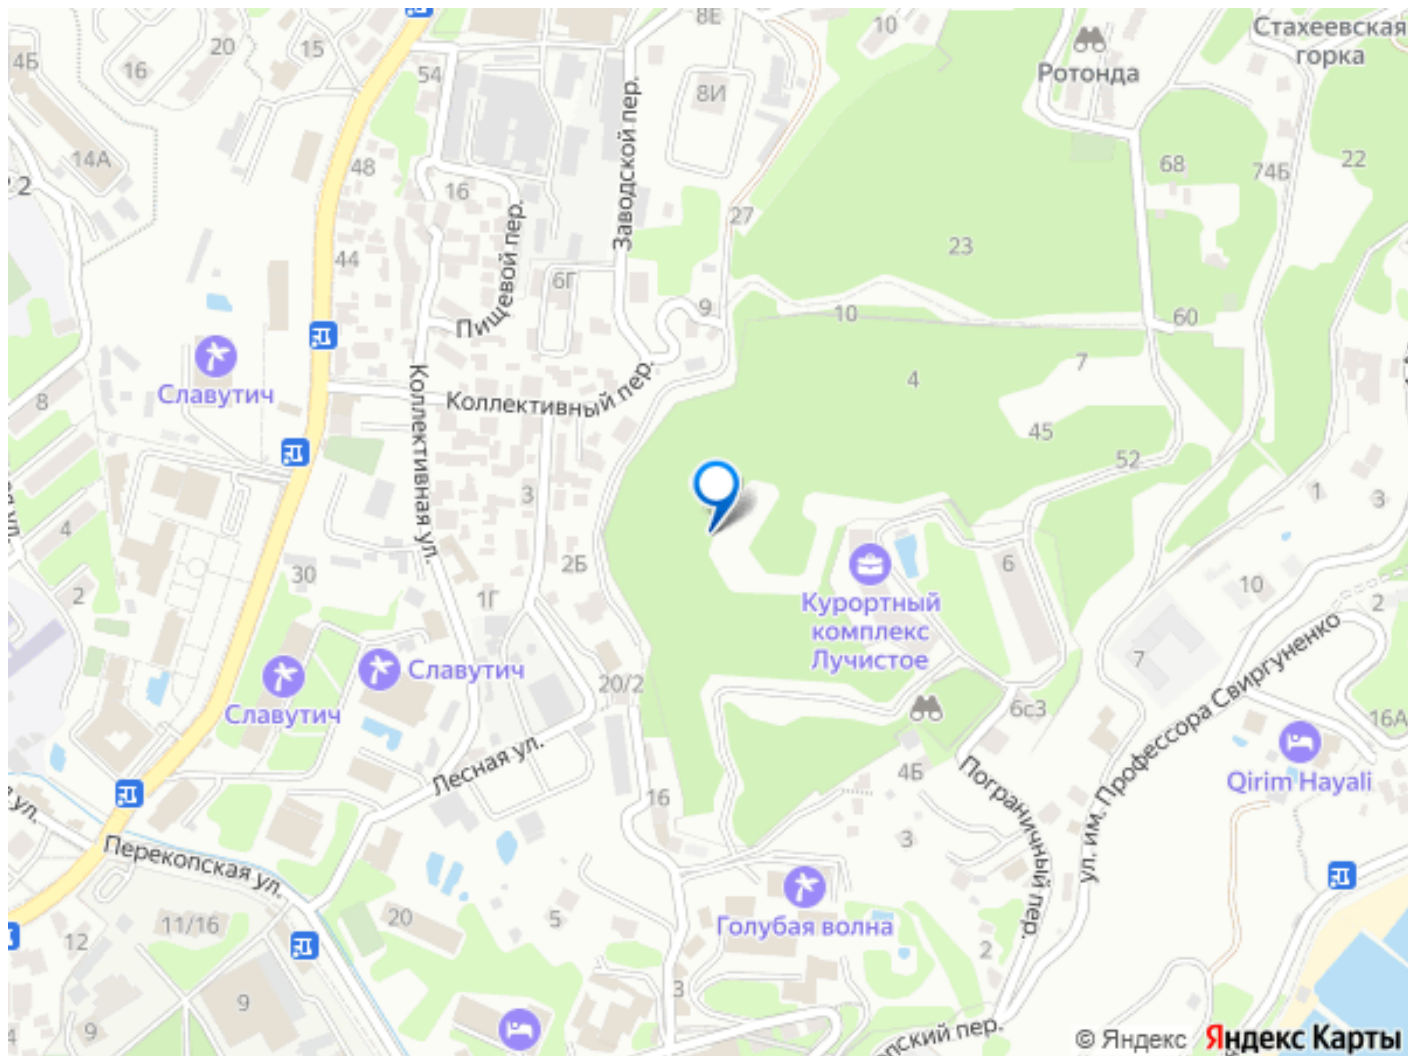 8Е
10
Стахеевская
горка
20
15
4Б
16
54
Ротонда
8И
14А
48
16
Заводской пер.
68
74Б
22
27
44
Пищевой пер.
6Г
23
9
10
60
Славутич
8
Коллективный пер.
Коллективная ул.
4
7
45
52
3
1
3
4
2Б
30
2
1Г
6
10
2
Курортный
комплекс
Лучистое
7
Славутич
Славутич
20/2
6с3
16А
ул. им. Профессора Свиргуненко
Qirim Hayali
Лесная ул.
4Б
Пограничный пер.
16
3
ул.
Перекопская ул.
Голубая волна
20
5
11/16
12
2
9
9
3
4
© Яндекс
Яндекс Карты